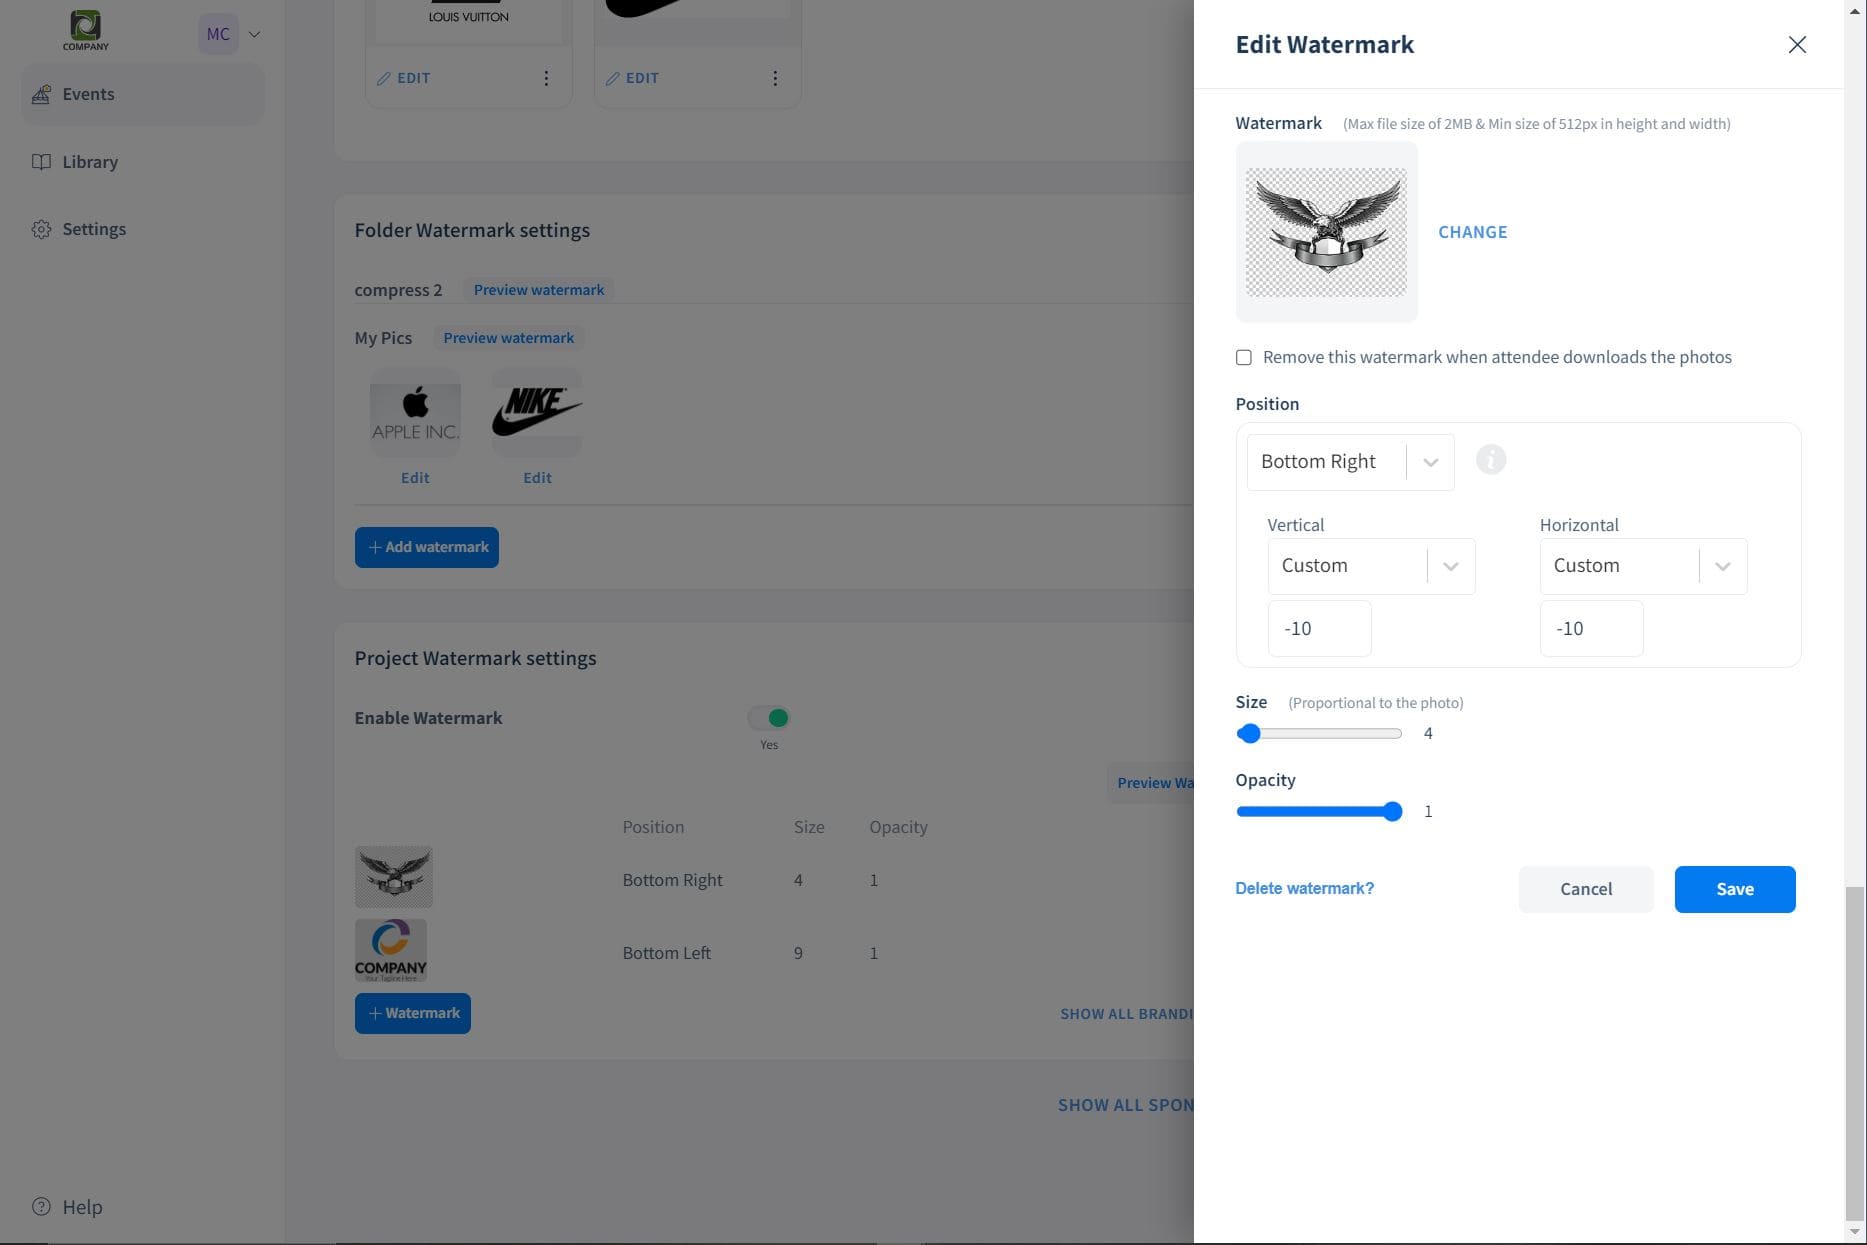 COMPANY
MC
Events
Library
Settings
Help
LOUIS VUITTON
EDIT
EDIT
Folder Watermark settings
compress 2
Preview watermark
My Pics
Preview watermark
APPLE INC.
NIKE
Edit
Edit
+ Add watermark
Project Watermark settings
Enable Watermark
Yes
Preview Wa
Position Size Opacity
Bottom Right 4 1
COMPANY
Your Tagline Here
Bottom Left 9 1
+ Watermark
SHOW ALL BRANDI
SHOW ALL SPON
Edit Watermark
Watermark (Max file size of 2MB & Min size of 512px in height and width)
CHANGE
Remove this watermark when attendee downloads the photos
Position
Bottom Right
i
Vertical
Horizontal
Custom
Custom
-10
-10
Size (Proportional to the photo)
4
Opacity
1
Delete watermark?
Cancel
Save